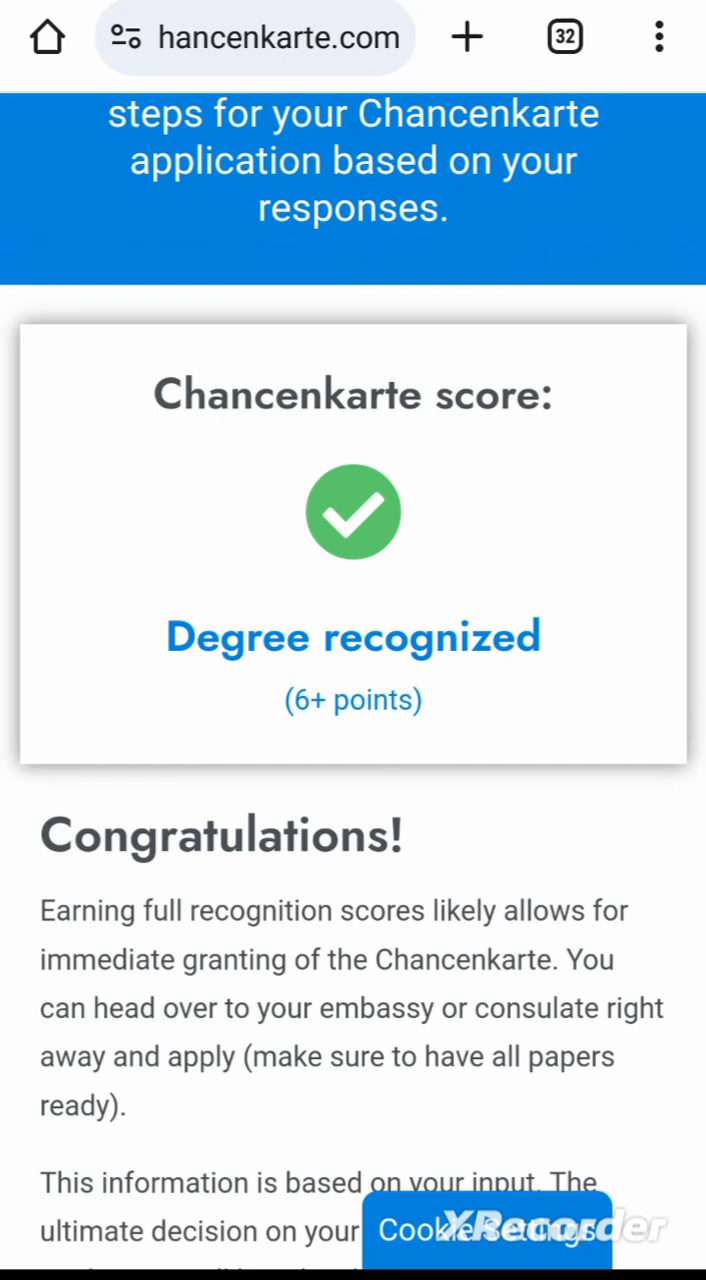 hancenkarte.com
32
steps for your Chancenkarte
application based on your
responses.
Chancenkarte score:
Degree recognized
(6+ points)
Congratulations!
Earning full recognition scores likely allows for
immediate granting of the Chancenkarte. You
can head over to your embassy or consulate right
away and apply (make sure to have all papers
ready).
This information is based on your input. The
ultimate decision on your
Cookie Settings
XRecorder